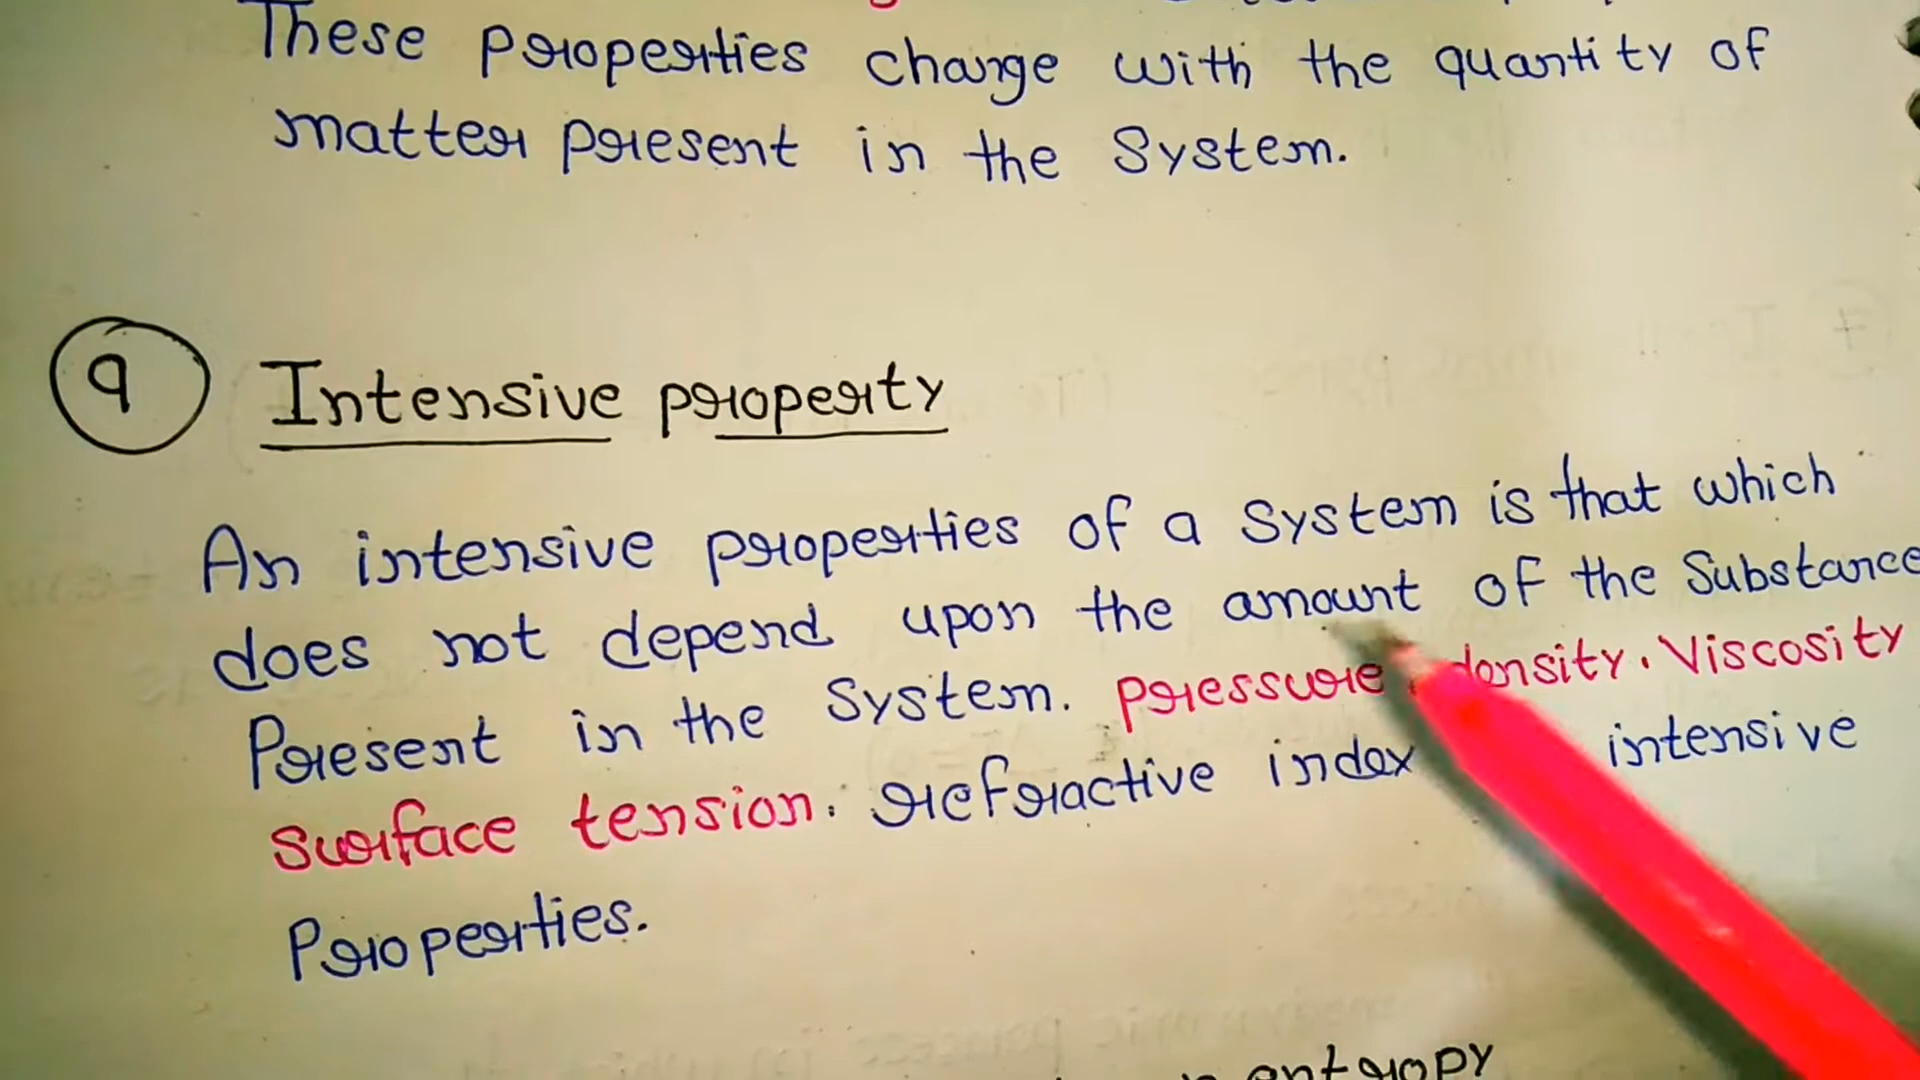 These properties change with the quantity of
matter present in the System.
9 Intensive property
An intensive properties of a System is that which
does not depend upon the amount of the Substance
Present in the System. pressure density. Viscosity
Surface tension. refractive index intensive
Properties.
entropy